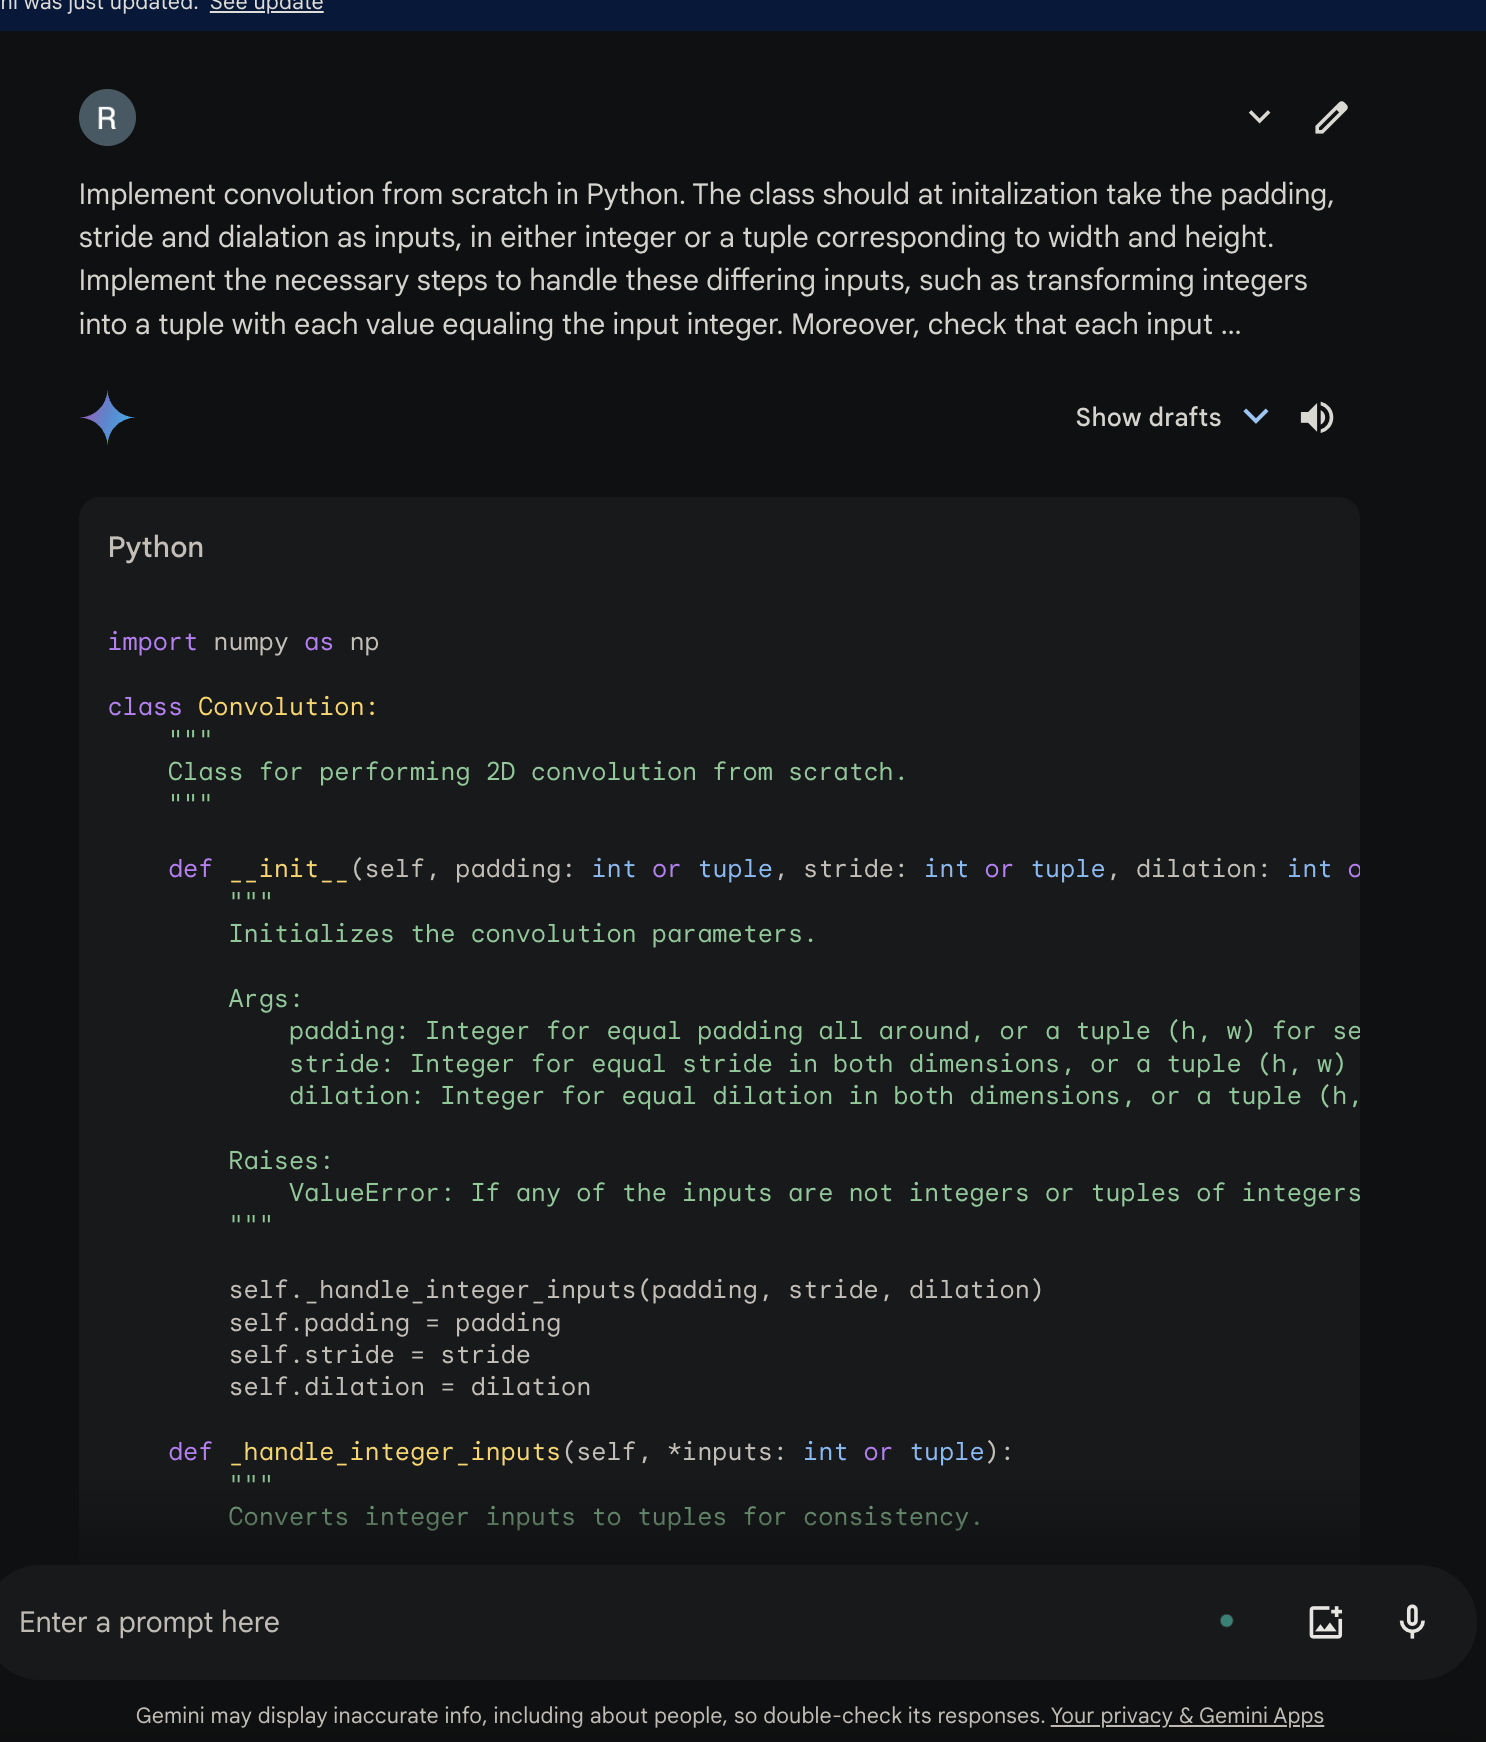 ni was just updated. See update
R
Implement convolution from scratch in Python. The class should at initalization take the padding,
stride and dialation as inputs, in either integer or a tuple corresponding to width and height.
Implement the necessary steps to handle these differing inputs, such as transforming integers
into a tuple with each value equaling the input integer. Moreover, check that each input ...
Show drafts
Python
import numpy as np
class Convolution:
"""
Class for performing 2D convolution from scratch.
"""
def __init__(self, padding: int or tuple, stride: int or tuple, dilation: int o
"""
Initializes the convolution parameters.
Args:
padding: Integer for equal padding all around, or a tuple (h, w) for se
stride: Integer for equal stride in both dimensions, or a tuple (h, w)
dilation: Integer for equal dilation in both dimensions, or a tuple (h,
Raises:
ValueError: If any of the inputs are not integers or tuples of integers
"""
self._handle_integer_inputs(padding, stride, dilation)
self.padding = padding
self.stride = stride
self.dilation = dilation
def _handle_integer_inputs(self, *inputs: int or tuple):
"""
Converts integer inputs to tuples for consistency.
Enter a prompt here
Gemini may display inaccurate info, including about people, so double-check its responses. Your privacy & Gemini Apps